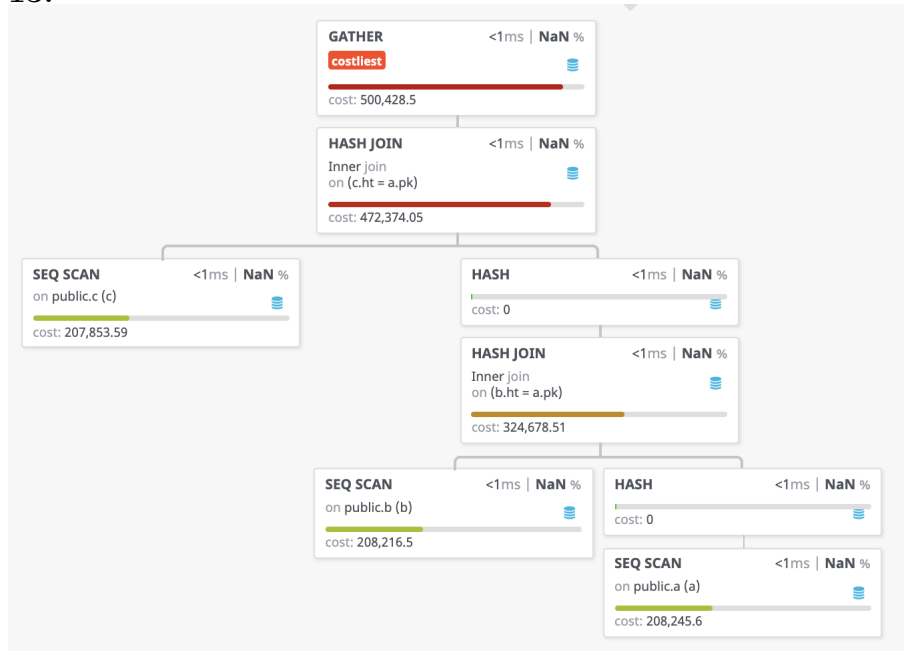 GATHER <1ms | NaN %
costliest
cost: 500,428.5
HASH JOIN <1ms | NaN %
Inner join
on (c.ht = a.pk)
cost: 472,374.05
SEQ SCAN <1ms | NaN %
on public.c (c)
cost: 207,853.59
HASH <1ms | NaN %
cost: 0
HASH JOIN <1ms | NaN %
Inner join
on (b.ht = a.pk)
cost: 324,678.51
SEQ SCAN <1ms | NaN %
on public.b (b)
cost: 208,216.5
HASH <1ms | NaN %
cost: 0
SEQ SCAN <1ms | NaN %
on public.a (a)
cost: 208,245.6